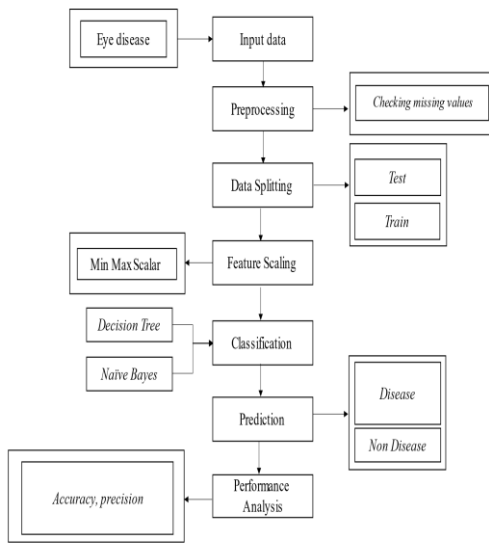 Eye disease
Input data
Preprocessing
Checking missing values
Data Splitting
Test
Train
Min Max Scalar
Feature Scaling
Decision Tree
Naïve Bayes
Classification
Prediction
Disease
Non Disease
Performance
Analysis
Accuracy, precision